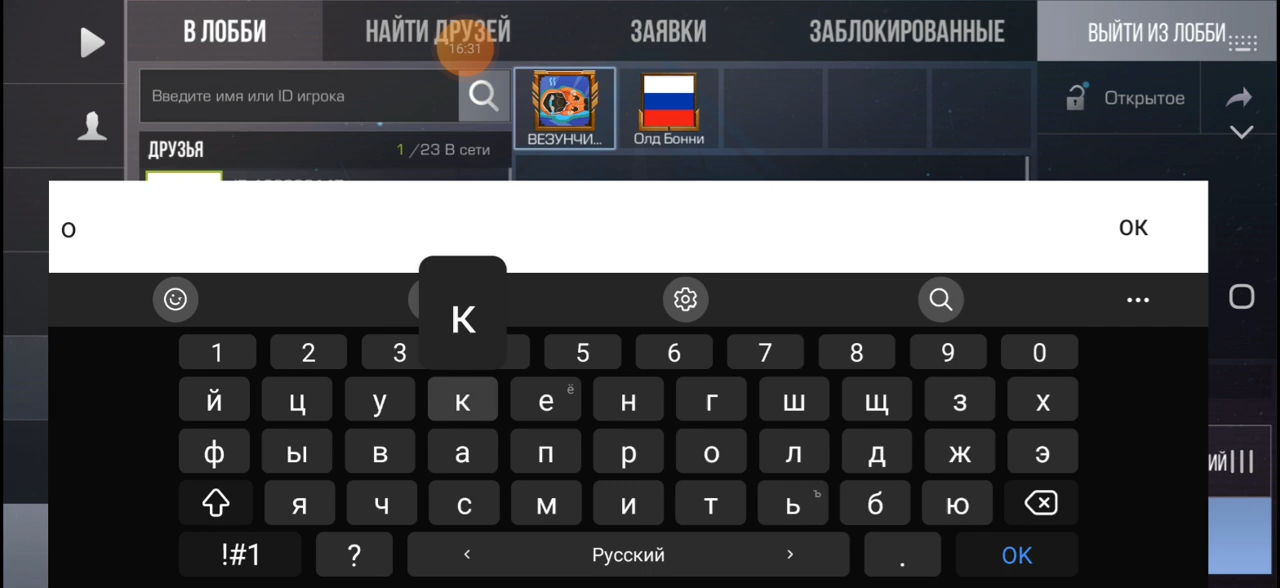 В ЛОББИ
НАЙТИ ДРУЗЕЙ
ЗАЯВКИ
ЗАБЛОКИРОВАННЫЕ
ВЫЙТИ ИЗ ЛОББИ
16:31
Введите имя или ID игрока
ВЕЗУНЧИ...
Олд Бонни
Открытое
ДРУЗЬЯ
1 /23 В сети
о
ОК
К
1 2 3 5 6 7 8 9 0
й ц у к е ё н г ш щ з х
ф ы в а п р о л д ж э
я ч с м и т ь ъ б ю
!#1 ? < Русский > . OK
ИЙ